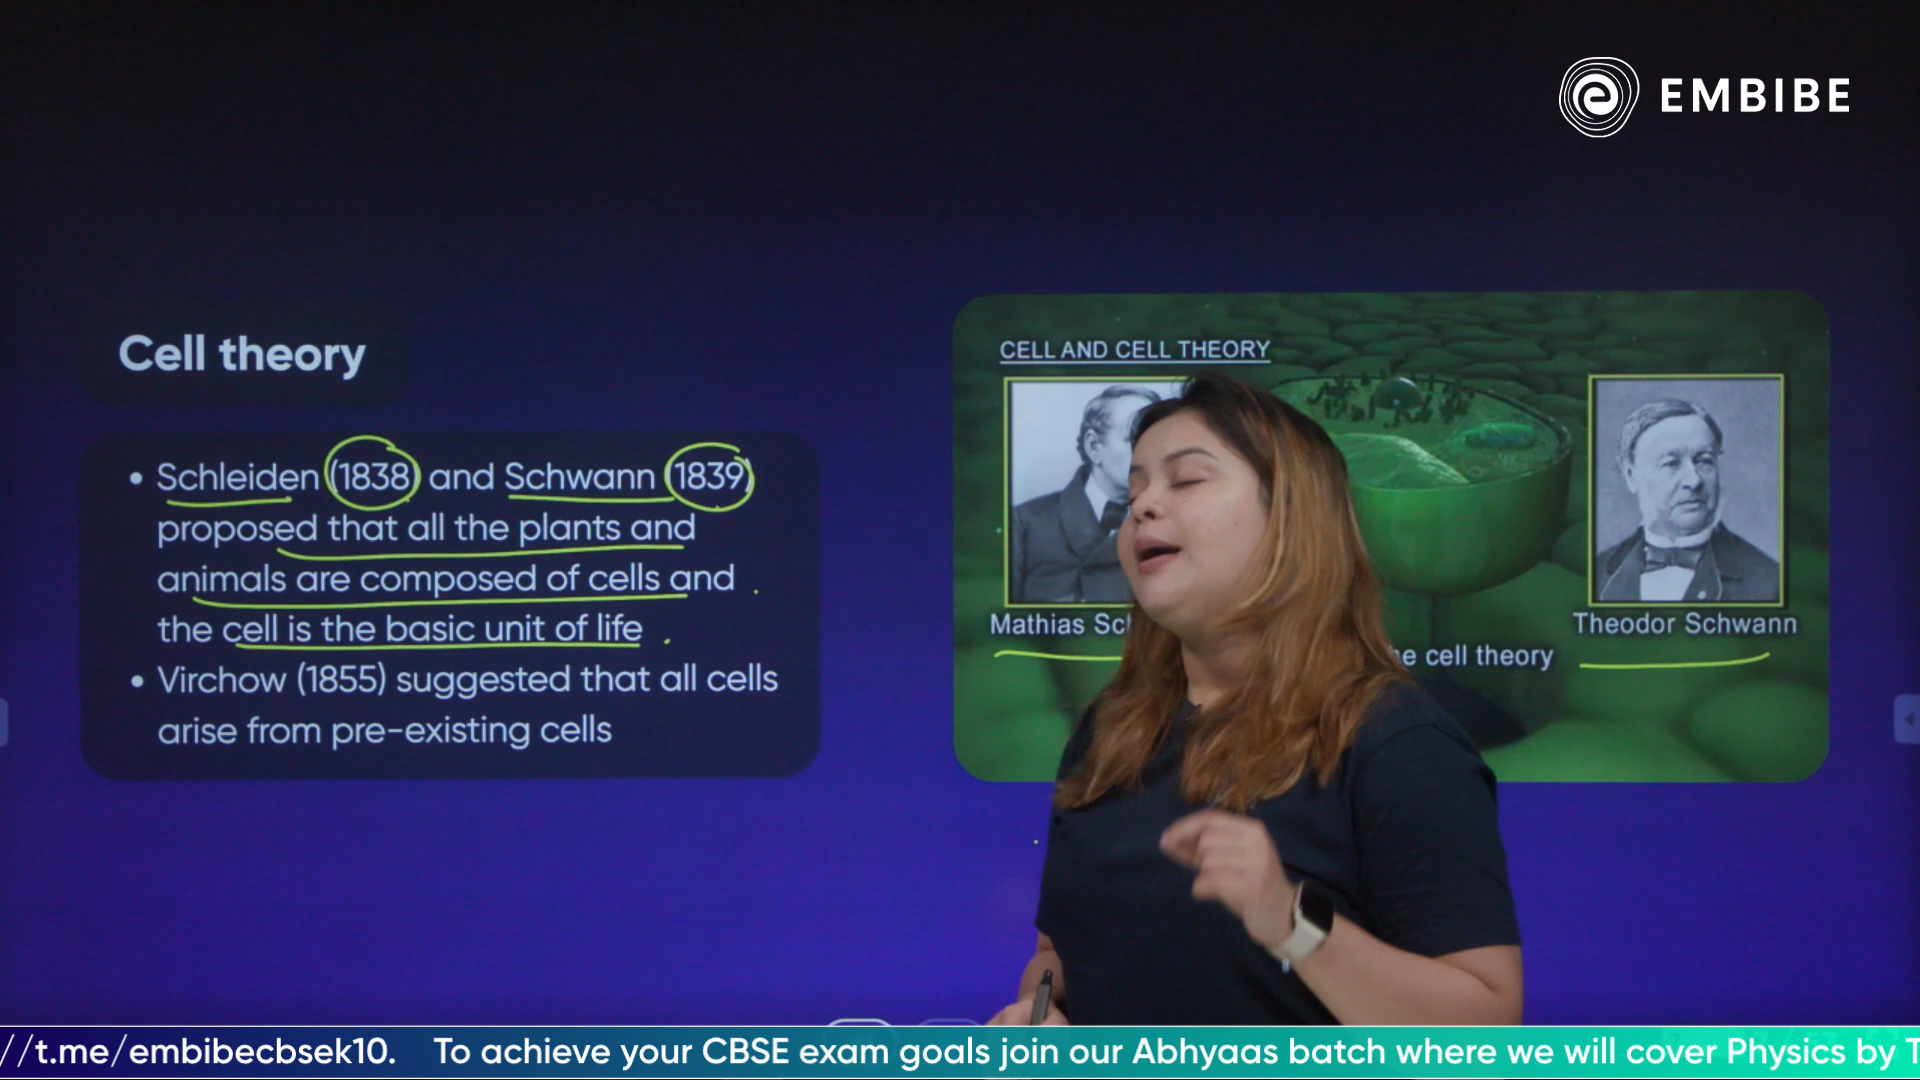 EMBIBE
Cell theory
• Schleiden (1838) and Schwann (1839)
proposed that all the plants and
animals are composed of cells and
the cell is the basic unit of life
• Virchow (1855) suggested that all cells
arise from pre-existing cells
CELL AND CELL THEORY
Mathias
Theodor Schwann
cell theory
//t.me/embibecbsek10. To achieve your CBSE exam goals join our Abhyaas batch where we will cover Physics by T